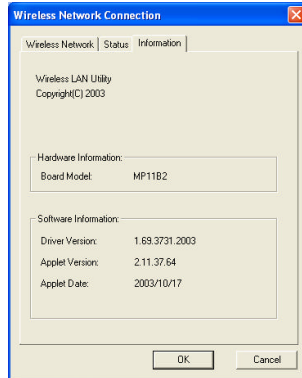 Wireless Network Connection
Wireless Network Status Information
Wireless LAN Utility
Copyright(C) 2003
Hardware Information:
Board Model: MP11B2
Software Information:
Driver Version: 1.69.3731.2003
Applet Version: 2.11.37.64
Applet Date: 2003/10/17
OK Cancel